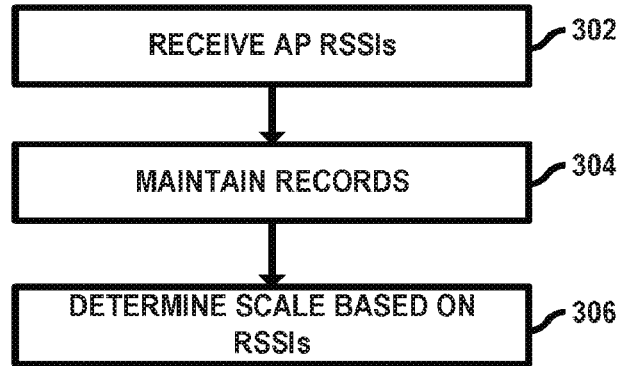 RECEIVE AP RSSIs
302
MAINTAIN RECORDS
304
DETERMINE SCALE BASED ON
RSSIs
306